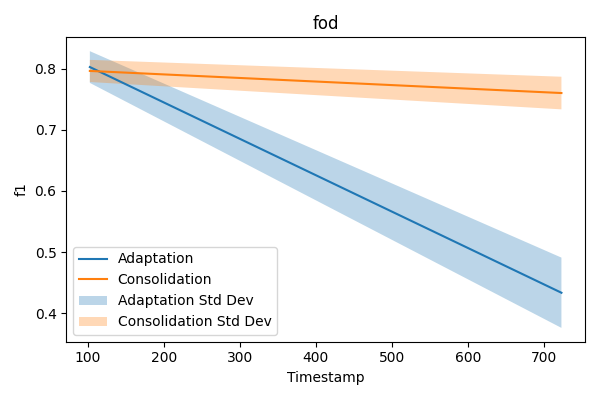 fod
f1
0.8
0.7
0.6
0.5
0.4
Adaptation
Consolidation
Adaptation Std Dev
Consolidation Std Dev
100 200 300 400 500 600 700
Timestamp